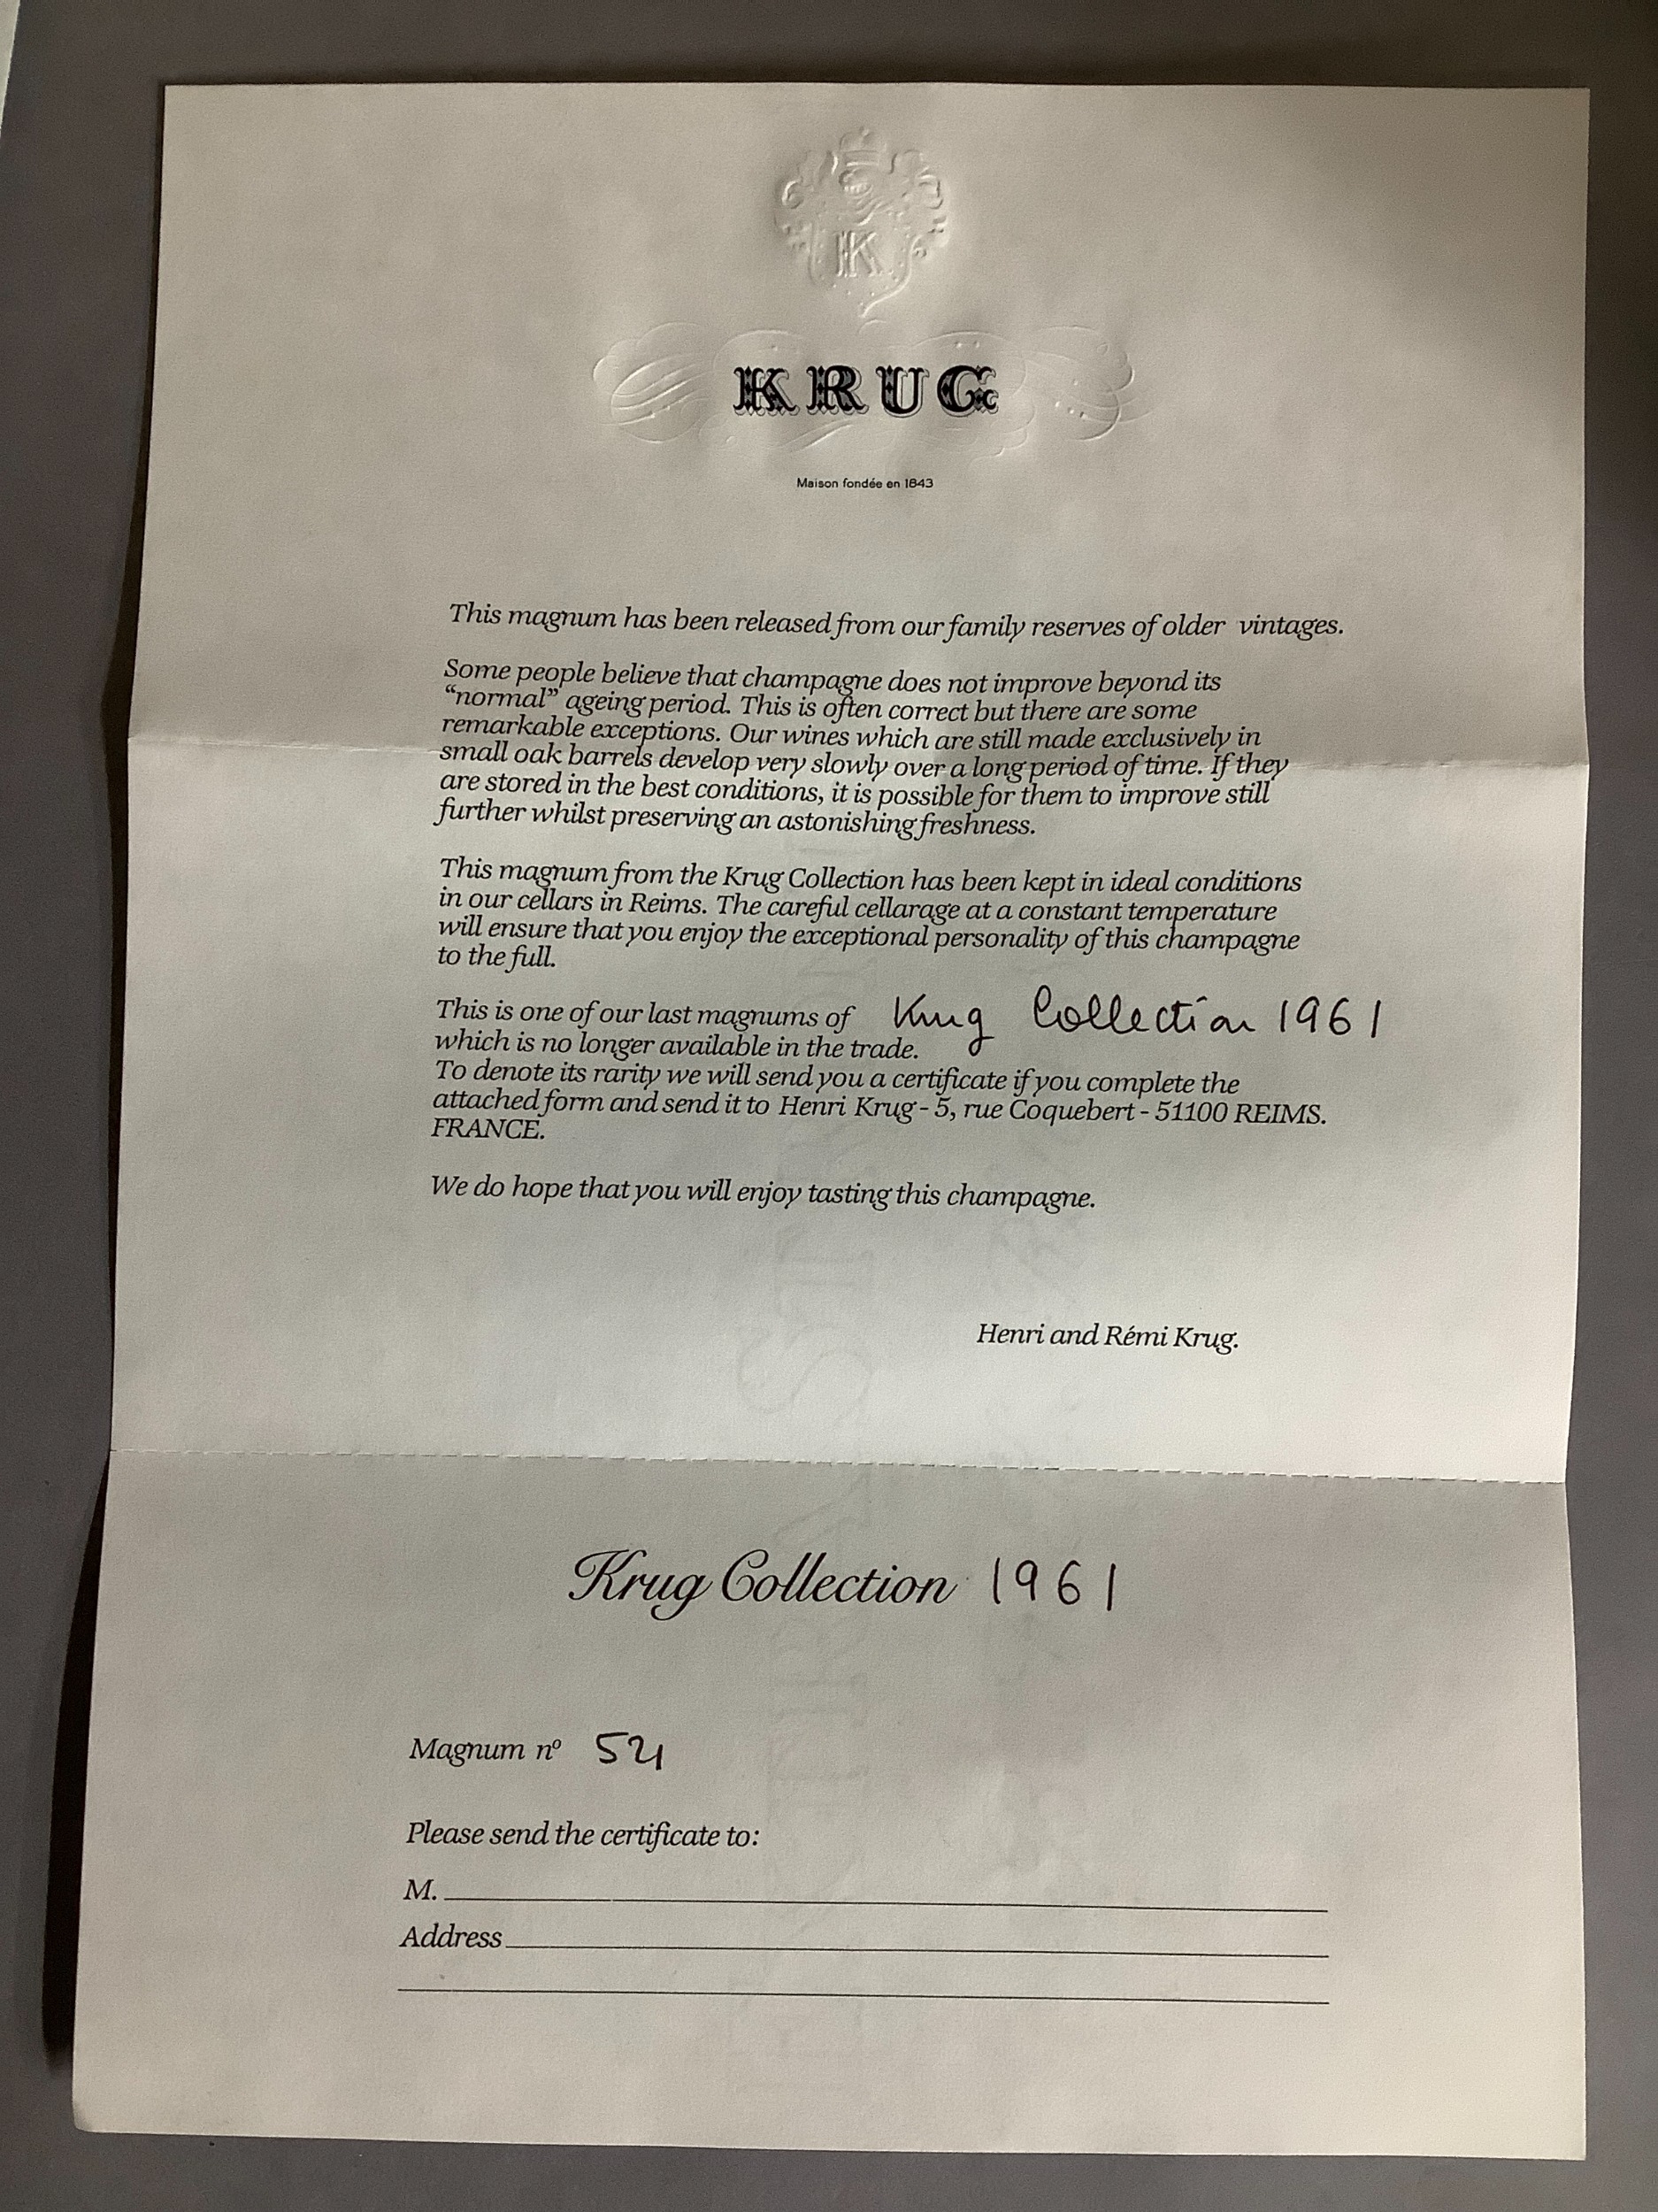 K
KRUG
Maison fondée en 1843
This magnum has been released from our family reserves of older vintages.
Some people believe that champagne does not improve beyond its
“normal” ageing period. This is often correct but there are some
remarkable exceptions. Our wines which are still made exclusively in
small oak barrels develop very slowly over a long period of time. If they
are stored in the best conditions, it is possible for them to improve still
further whilst preserving an astonishing freshness.
This magnum from the Krug Collection has been kept in ideal conditions
in our cellars in Reims. The careful cellarage at a constant temperature
will ensure that you enjoy the exceptional personality of this champagne
to the full.
This is one of our last magnums of Krug Collection 1961
which is no longer available in the trade.
To denote its rarity we will send you a certificate if you complete the
attached form and send it to Henri Krug - 5, rue Coquebert - 51100 REIMS.
FRANCE.
We do hope that you will enjoy tasting this champagne.
Henri and Rémi Krug.
Krug Collection 1961
Magnum nº
Please send the certificate to:
M.
Address